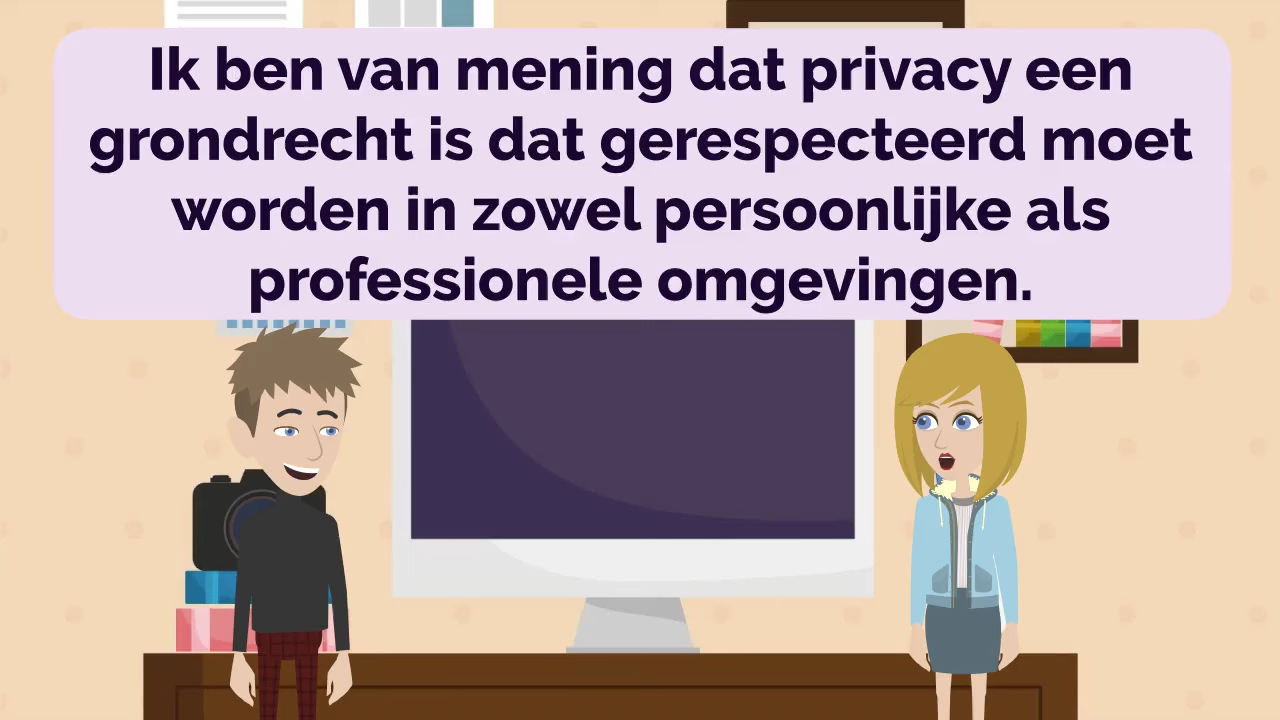 Ik ben van mening dat privacy een
grondrecht is dat gerespecteerd moet
worden in zowel persoonlijke als
professionele omgevingen.